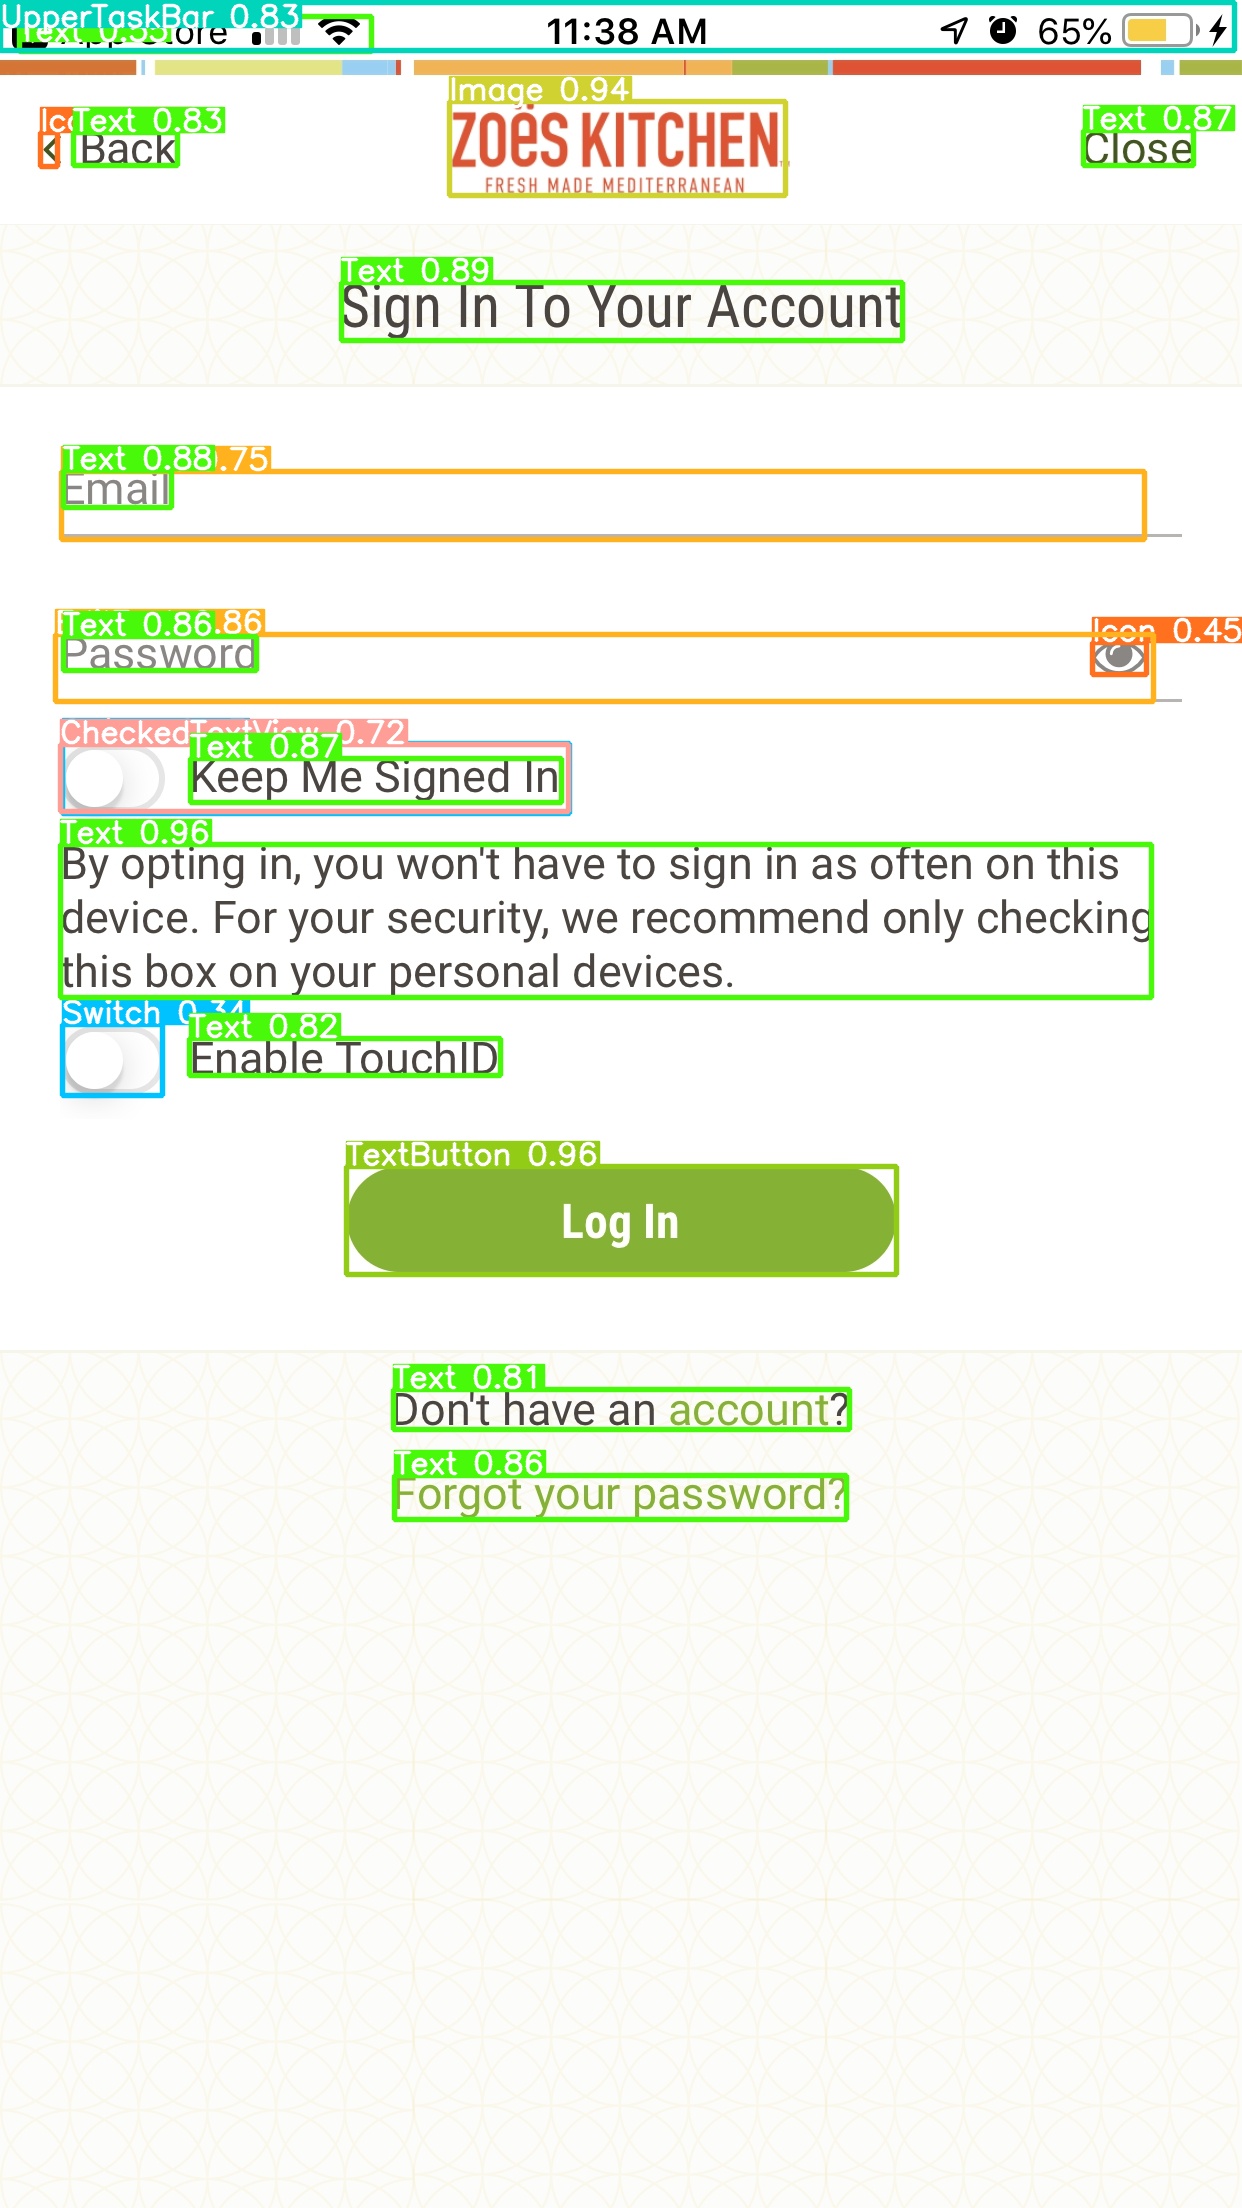 UpperTaskBar 0.83
Text 0.55
App Store
11:38 AM
65%
Image 0.94
Text 0.83
Text 0.87
Back
ZOËS KITCHEN
FRESH MADE MEDITERRANEAN
Close
Text 0.89
Sign In To Your Account
Text 0.88
.75
Email
Text 0.86
.86
Icon 0.45
Password
CheckedTextView 0.72
Text 0.87
Keep Me Signed In
Text 0.96
By opting in, you won't have to sign in as often on this
device. For your security, we recommend only checking
this box on your personal devices.
Switch 0.34
Text 0.82
Enable TouchID
TextButton 0.96
Log In
Text 0.81
Don't have an account?
Text 0.86
Forgot your password?